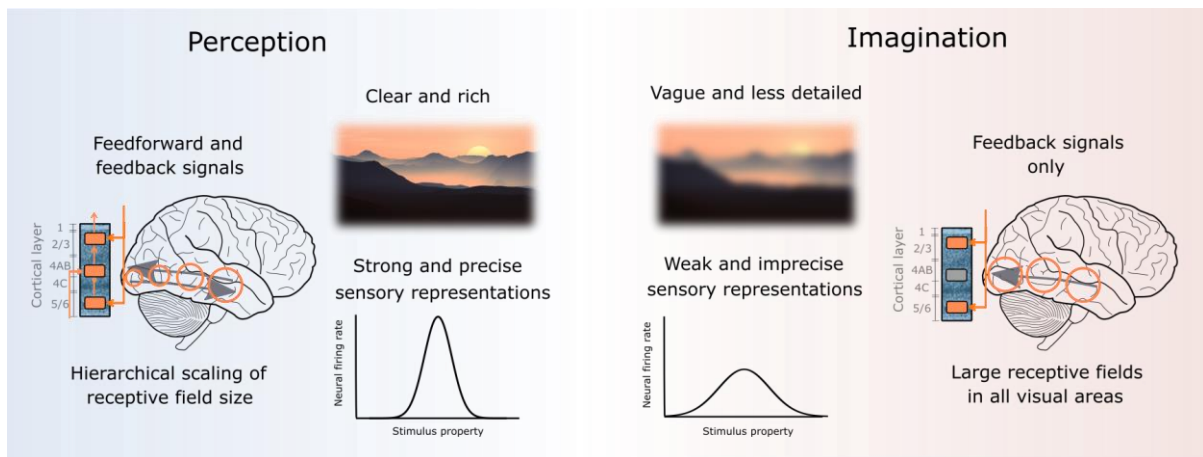 Perception
Clear and rich
Feedforward and
feedback signals
Cortical layer
1
2/3
4AB
4C
5/6
Strong and precise
sensory representations
Neural firing rate
Stimulus property
Hierarchical scaling of
receptive field size
Imagination
Vague and less detailed
Feedback signals
only
Weak and imprecise
sensory representations
Neural firing rate
Stimulus property
Cortical layer
1
2/3
4AB
4C
5/6
Large receptive fields
in all visual areas